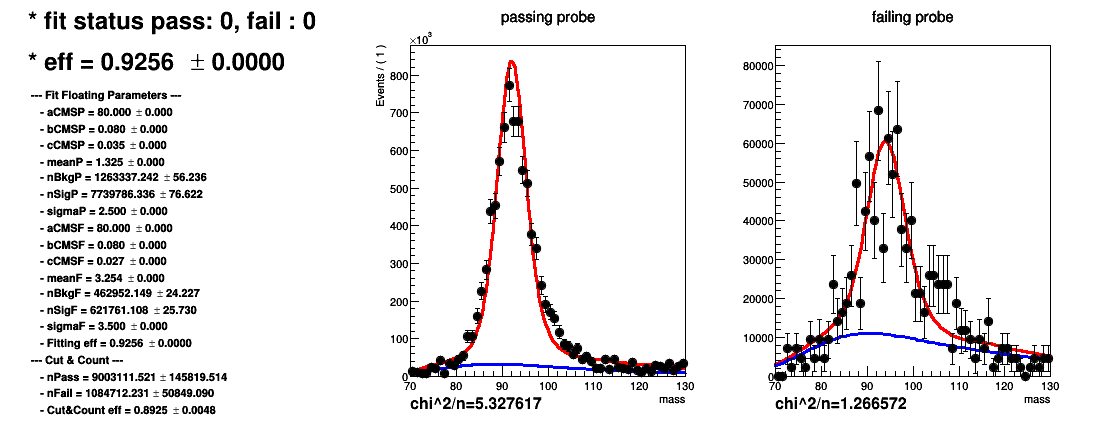 * fit status pass: 0, fail : 0
* eff = 0.9256 ± 0.0000
--- Fit Floating Parameters ---
- aCMSP = 80.000 ± 0.000
- bCMSP = 0.080 ± 0.000
- cCMSP = 0.035 ± 0.000
- meanP = 1.325 ± 0.000
- nBkgP = 1263337.242 ± 56.236
- nSigP = 7739786.336 ± 76.622
- sigmaP = 2.500 ± 0.000
- aCMSF = 80.000 ± 0.000
- bCMSF = 0.080 ± 0.000
- cCMSF = 0.027 ± 0.000
- meanF = 3.254 ± 0.000
- nBkgF = 462952.149 ± 24.227
- nSigF = 621761.108 ± 25.730
- sigmaF = 3.500 ± 0.000
- Fitting eff = 0.9256 ± 0.0000
--- Cut & Count ---
- nPass = 9003111.521 ± 145819.514
- nFail = 1084712.231 ± 50849.090
- Cut&Count eff = 0.8925 ± 0.0048
passing probe
×10³
Events / ( 1 )
800
700
600
500
400
300
200
100
0
70 80 90 100 110 120 130
mass
chi^2/n=5.327617
failing probe
80000
70000
60000
50000
40000
30000
20000
10000
0
70 80 90 100 110 120 130
mass
chi^2/n=1.266572